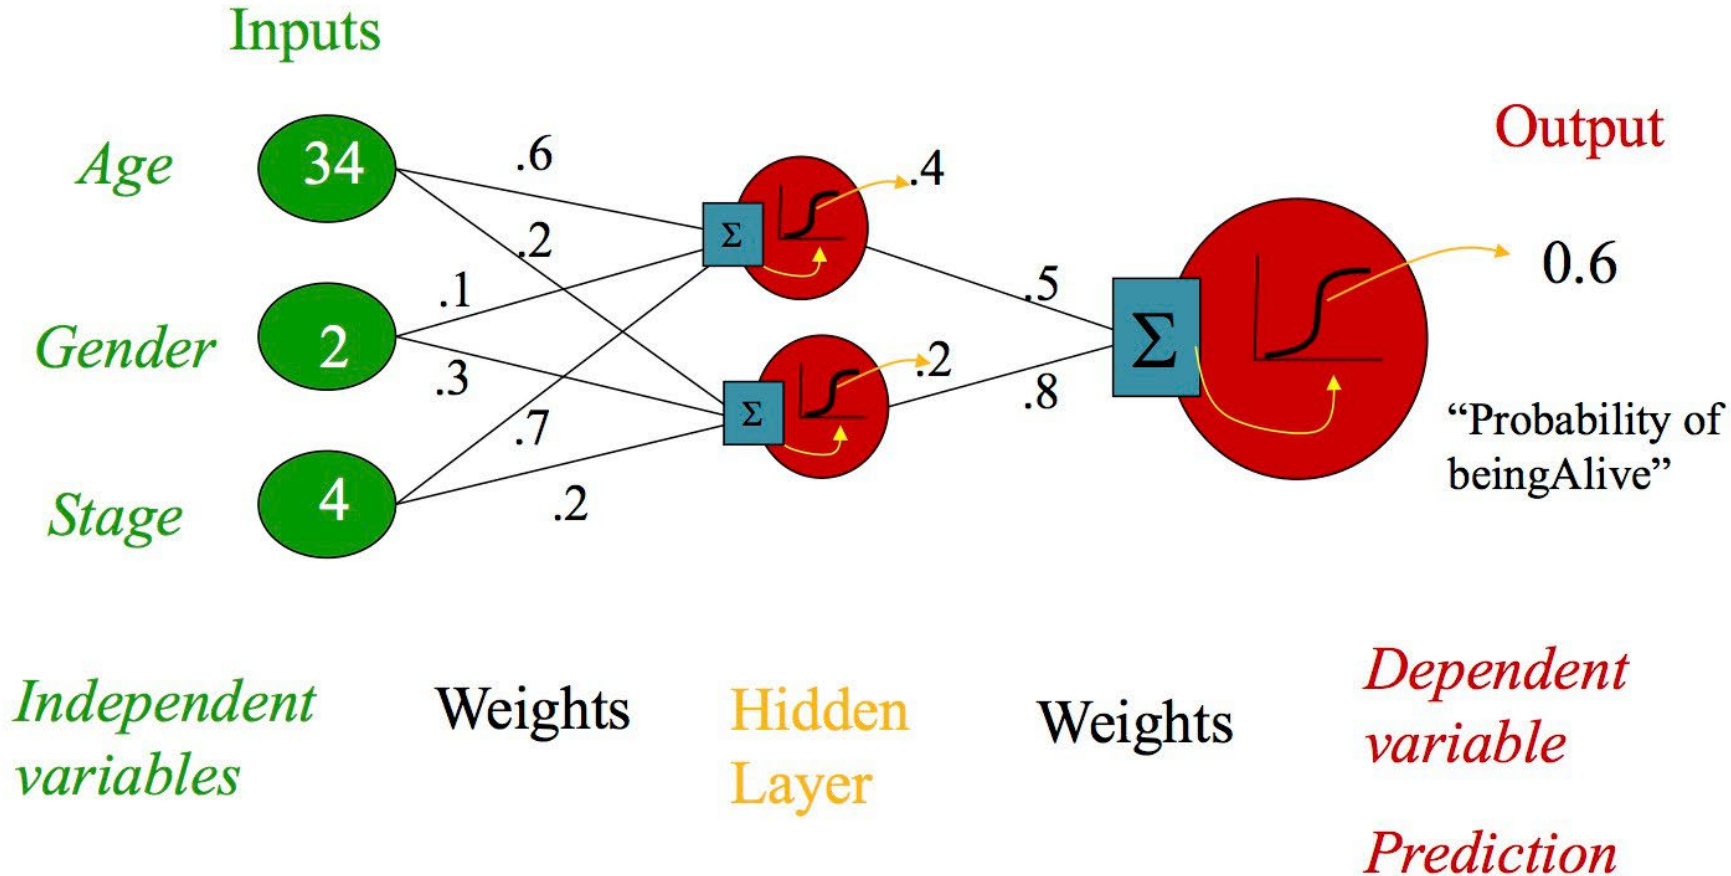 Inputs
Output
Age
34
.6
.4
.2
Σ
0.6
.1
Gender
2
.5
Σ
.3
.2
.8
Σ
.7
“Probability of
beingAlive”
Stage
4
.2
Independent
variables
Weights
Hidden
Layer
Weights
Dependent
variable
Prediction